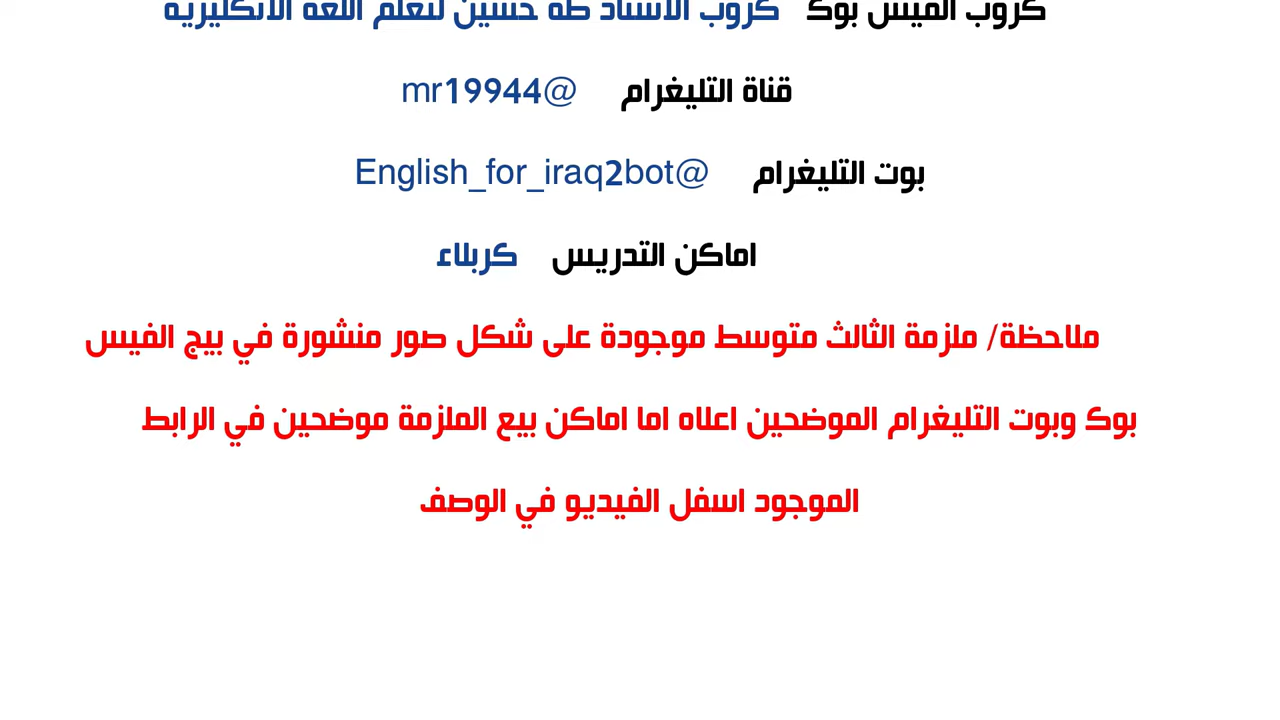 كروب الفيس بوك كروب الاستاذ طه حسين لتعلم اللغة الانكليزية
قناة التليغرام @mr19944
بوت التليغرام @English_for_iraq2bot
اماكن التدريس كربلاء
ملاحظة/ ملزمة الثالث متوسط موجودة على شكل صور منشورة في بيج الفيس
بوك وبوت التليغرام الموضحين اعلاه اما اماكن بيع الملزمة موضحين في الرابط
الموجود اسفل الفيديو في الوصف